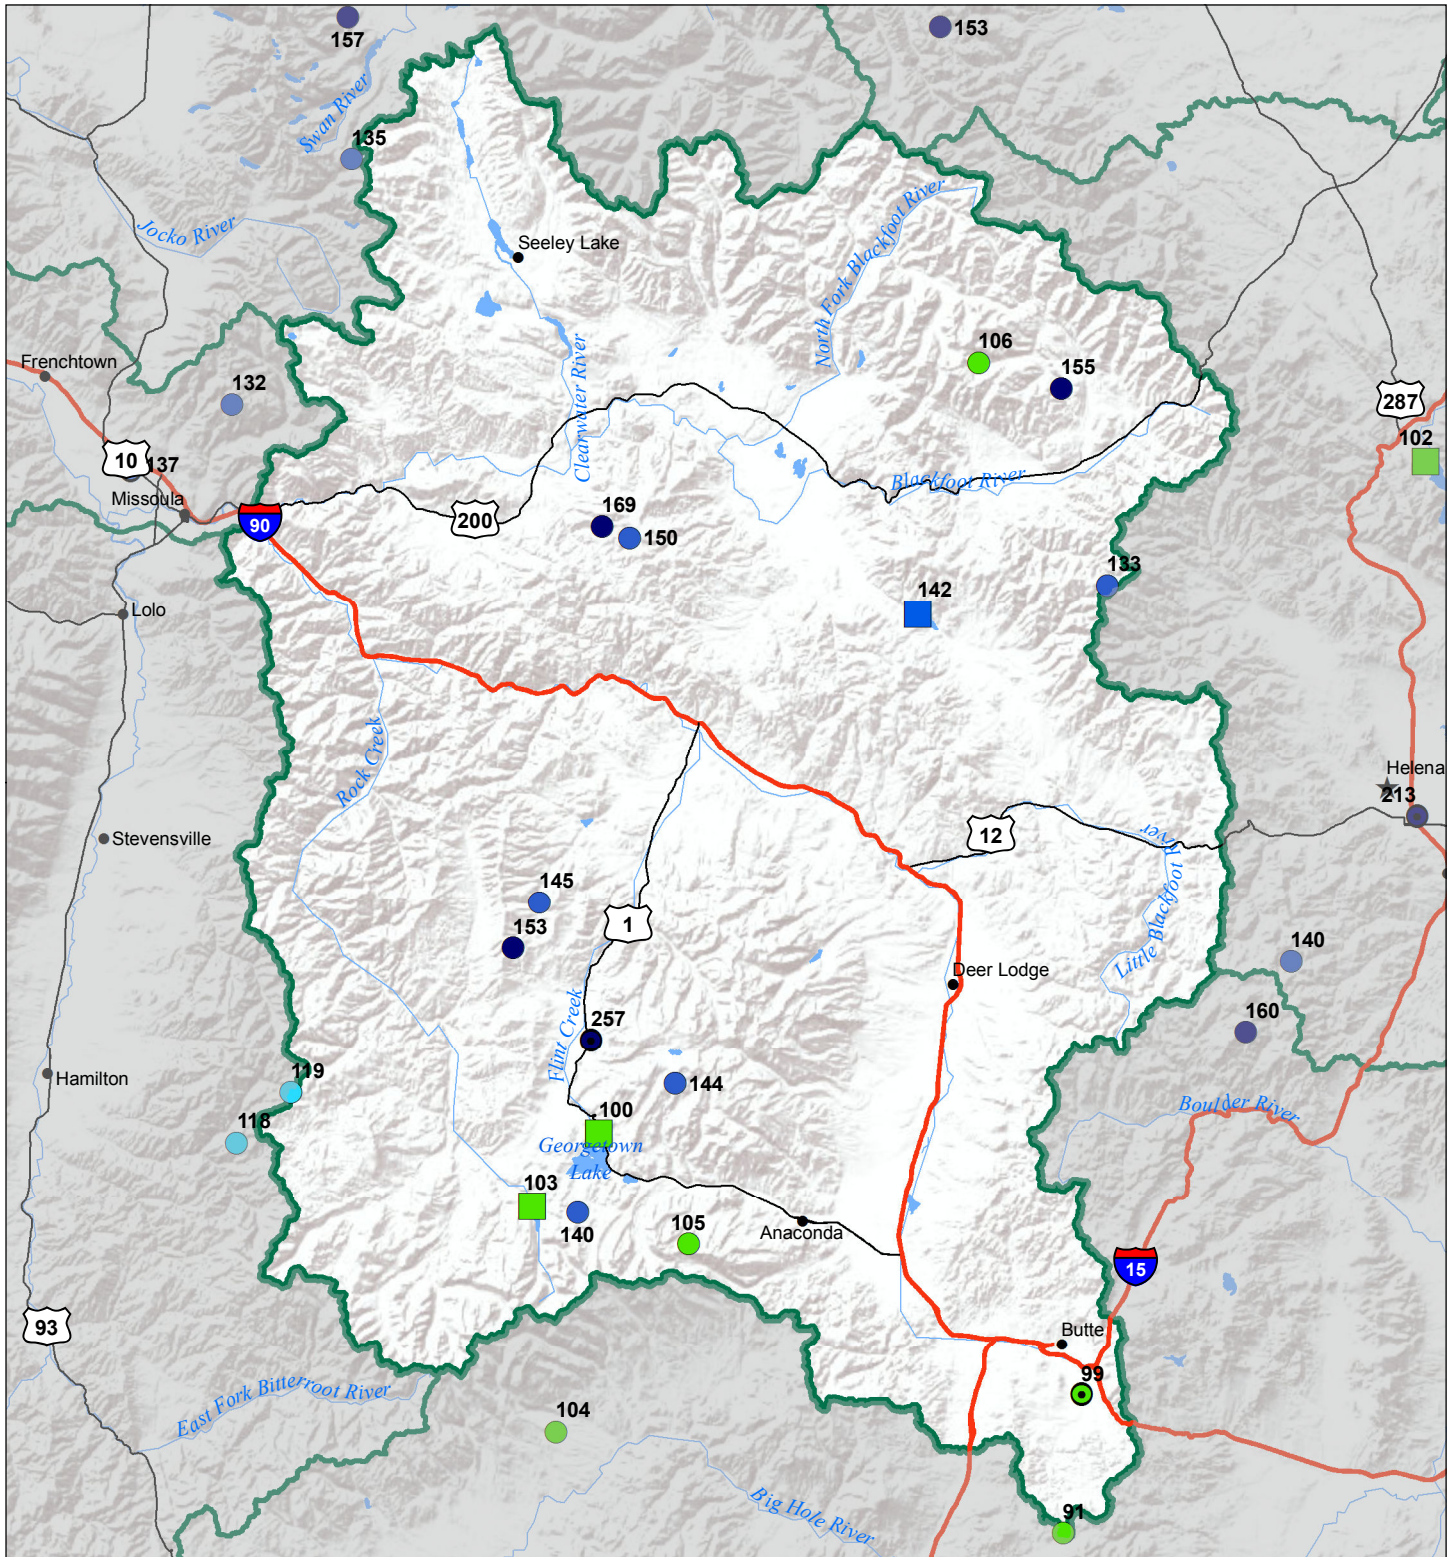 157
153
Swan River
135
Jocko River
North Fork Blackfoot River
Seeley Lake
106
155
Frenchtown
132
Clearwater River
287
102
10
137
Blackfoot River
Missoula
90
200
169
150
133
142
Lolo
Rock Creek
Helena
213
12
Stevensville
Little Blackfoot River
145
1
153
140
Deer Lodge
257
160
Flint Creek
Hamilton
119
144
118
100
Boulder River
Georgetown
Lake
103
140
105
Anaconda
15
93
Butte
99
East Fork Bitterroot River
104
Big Hole River
91